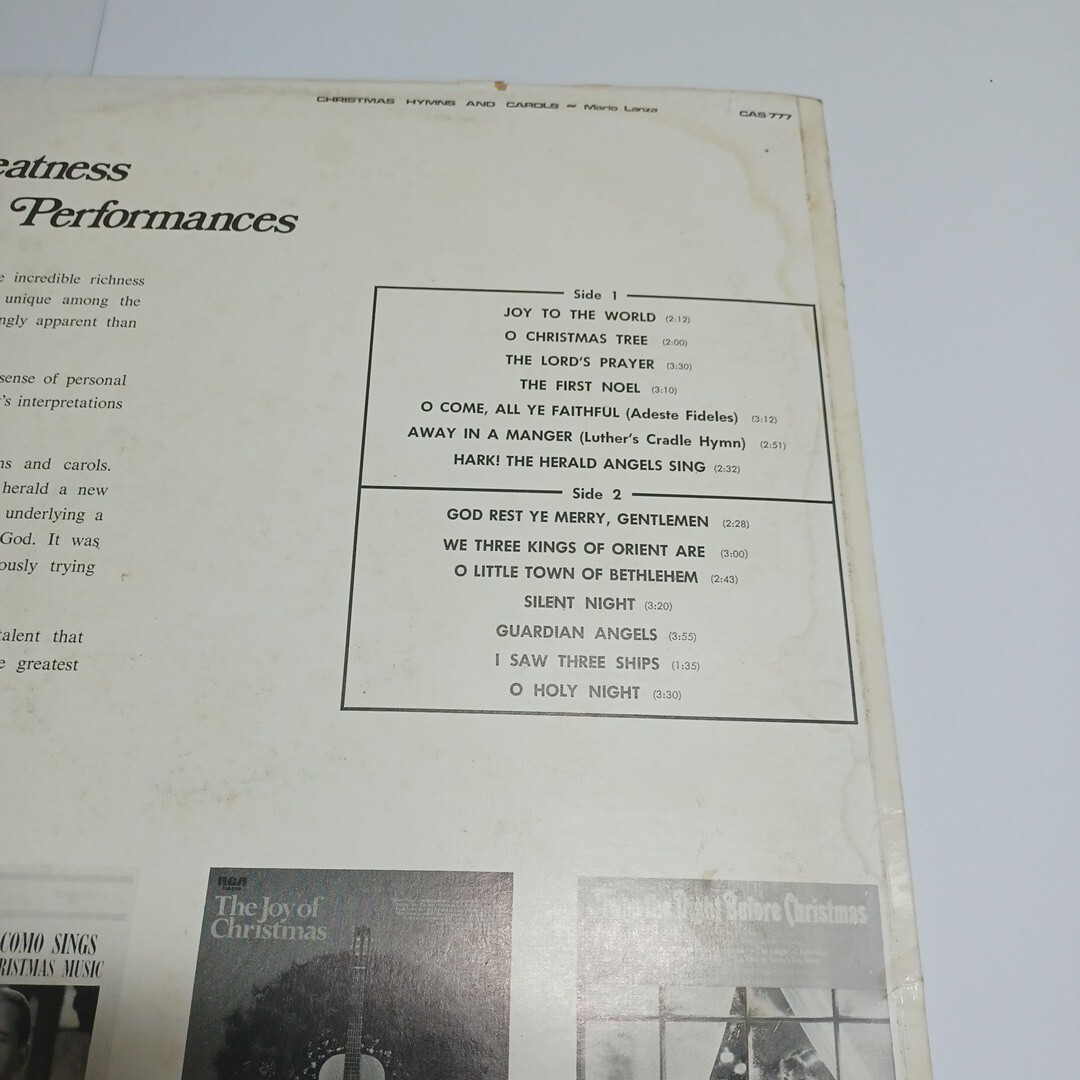 CHRISTMAS HYMNS AND CAROLS ~ Mario Lanza
CAS 777
eatness
Performances
e incredible richness
unique among the
ngly apparent than
sense of personal
's interpretations
ns and carols.
herald a new
underlying a
God. It was
ously trying
talent that
e greatest
Side 1
JOY TO THE WORLD (2:12)
O CHRISTMAS TREE (2:00)
THE LORD'S PRAYER (3:30)
THE FIRST NOEL (3:10)
O COME, ALL YE FAITHFUL (Adeste Fideles) (3:12)
AWAY IN A MANGER (Luther's Cradle Hymn) (2:51)
HARK! THE HERALD ANGELS SING (2:32)
Side 2
GOD REST YE MERRY, GENTLEMEN (2:28)
WE THREE KINGS OF ORIENT ARE (3:00)
O LITTLE TOWN OF BETHLEHEM (2:43)
SILENT NIGHT (3:20)
GUARDIAN ANGELS (3:55)
I SAW THREE SHIPS (1:35)
O HOLY NIGHT (3:30)
COMO SINGS
RISTMAS MUSIC
RCA
The Joy of
Christmas
Before Christmas